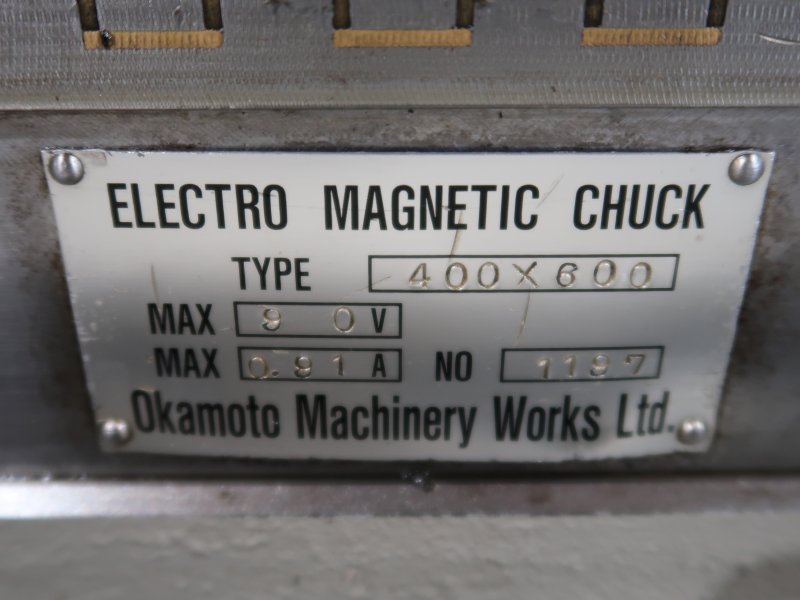 ELECTRO MAGNETIC CHUCK
TYPE 400X600
MAX 90V
MAX 0.91A NO 1197
Okamoto Machinery Works Ltd.